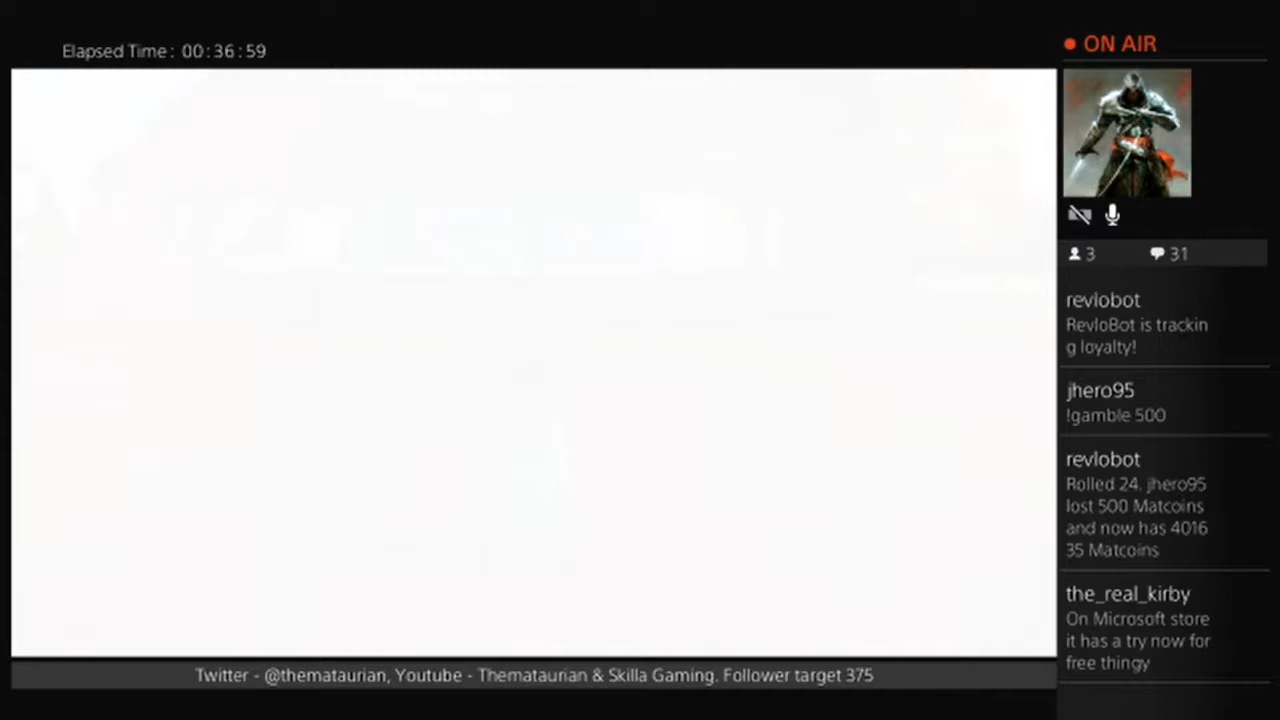 Elapsed Time: 00:36:59
ON AIR
3 31
revlobot
RevloBot is trackin
g loyalty!
jhero95
!gamble 500
revlobot
Rolled 24. jhero95
lost 500 Matcoins
and now has 4016
35 Matcoins
the_real_kirby
On Microsoft store
it has a try now for
free thingy
Twitter - @themataurian, Youtube - Themataurian & Skilla Gaming. Follower target 375